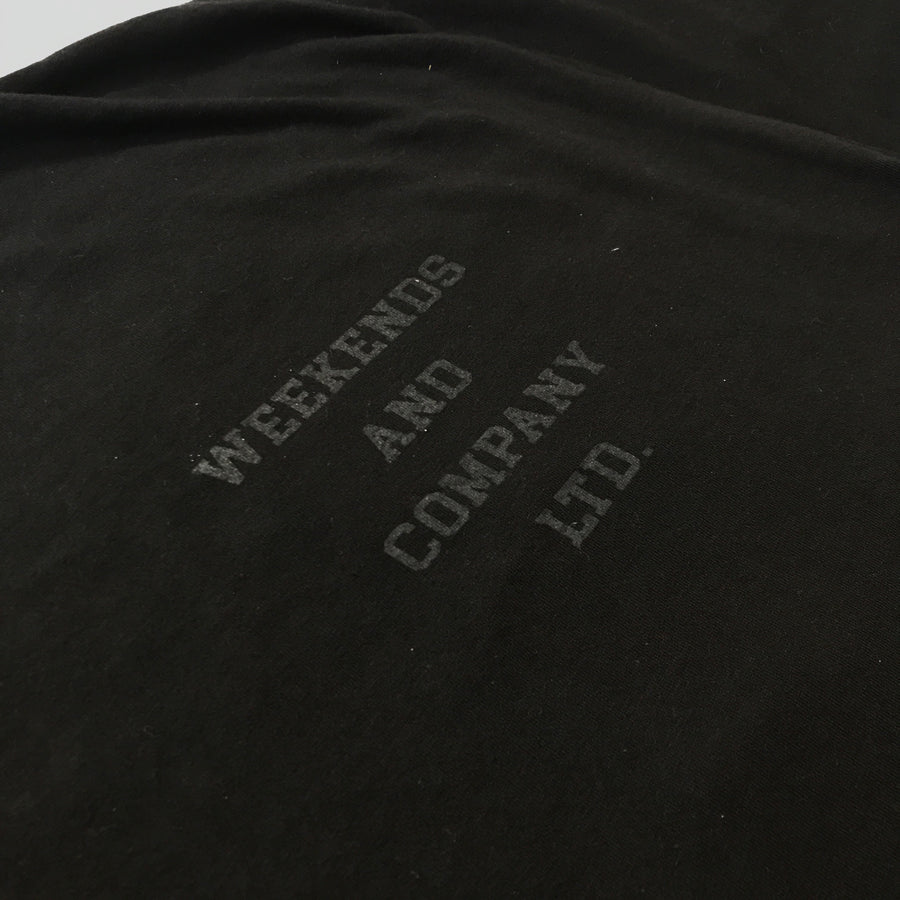 WEEKENDS
AND
COMPANY
LTD.